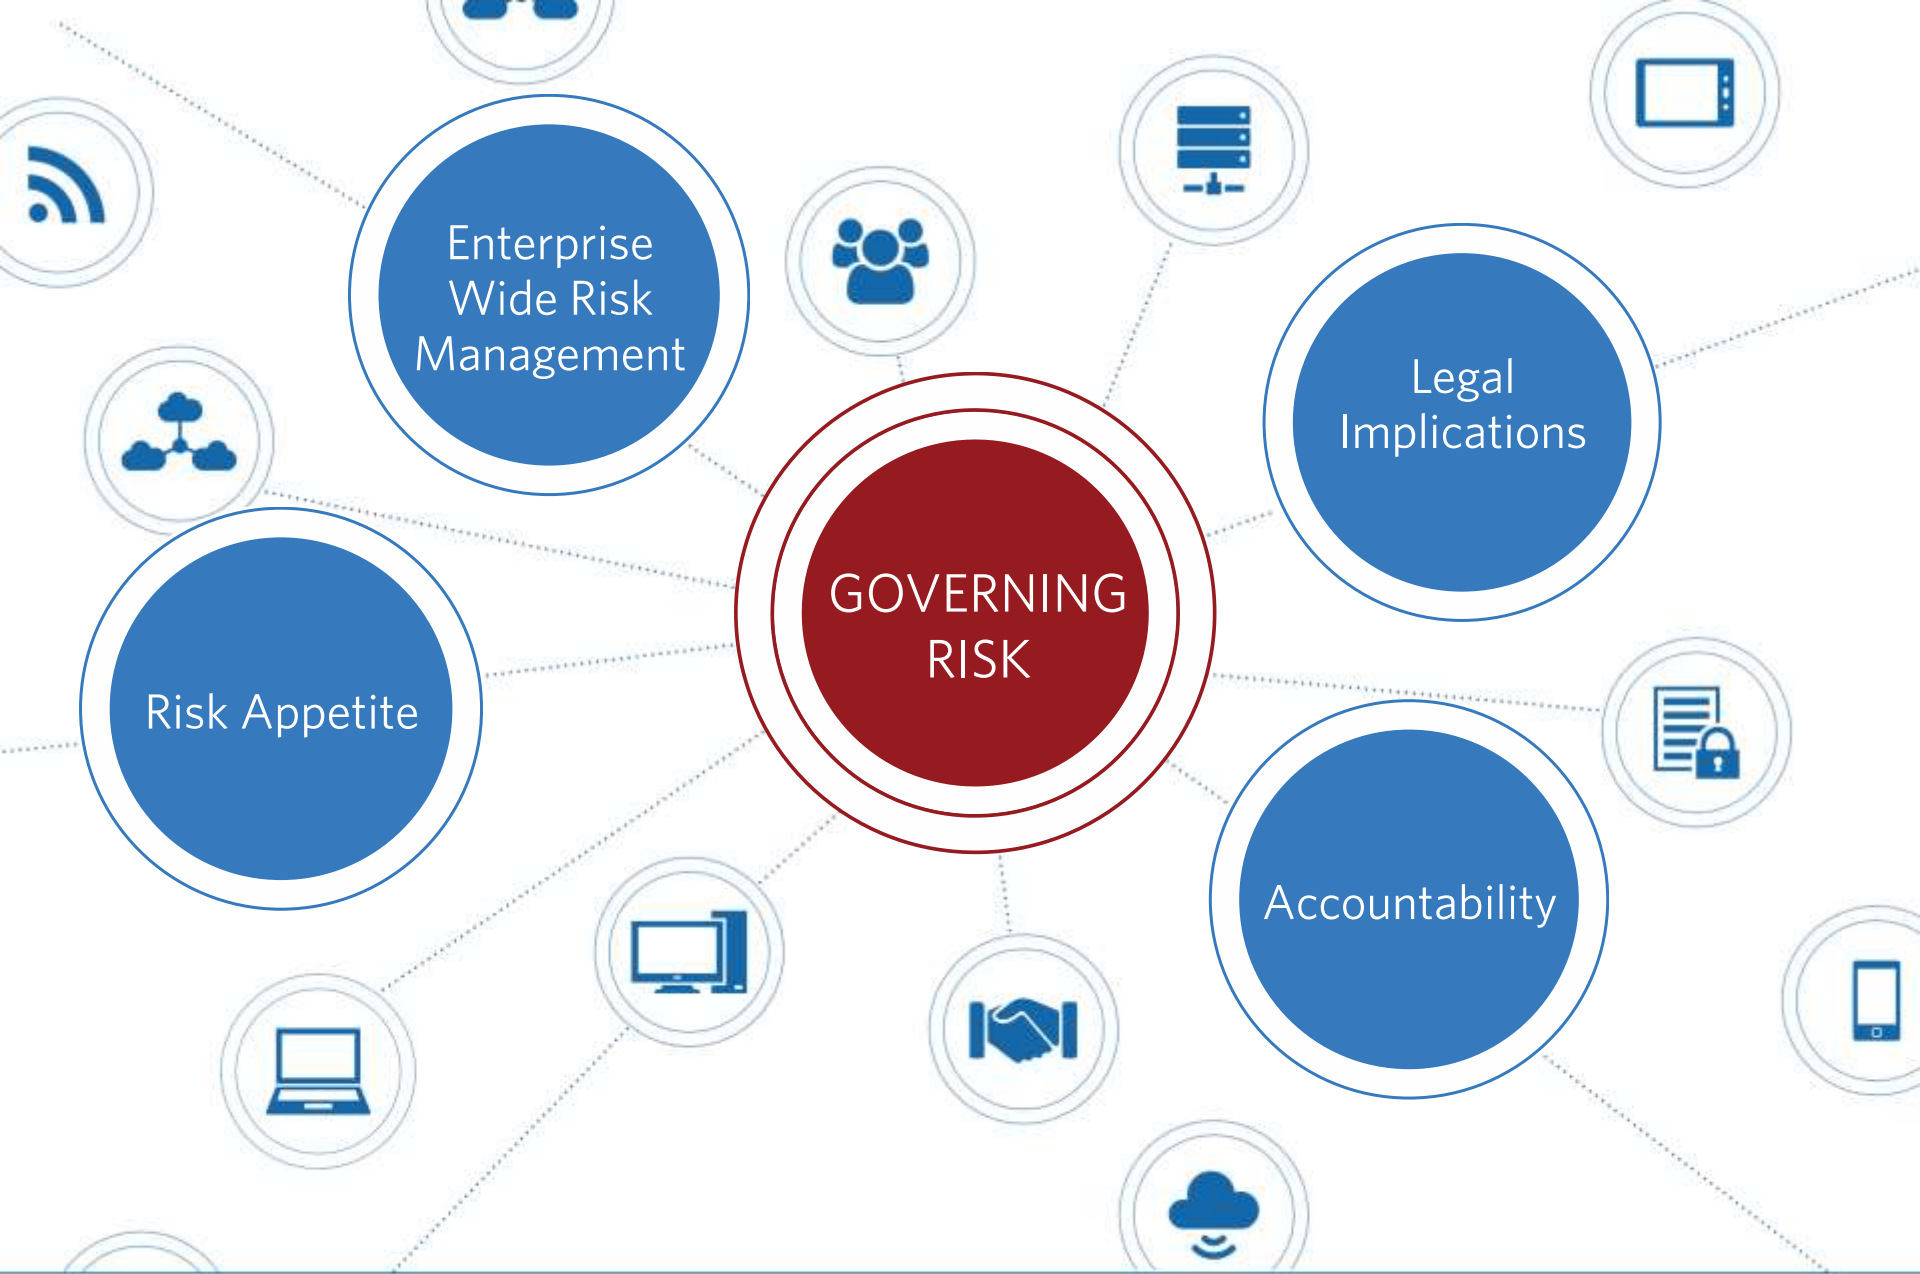 Enterprise
Wide Risk
Management
Legal
Implications
GOVERNING
RISK
Risk Appetite
Accountability